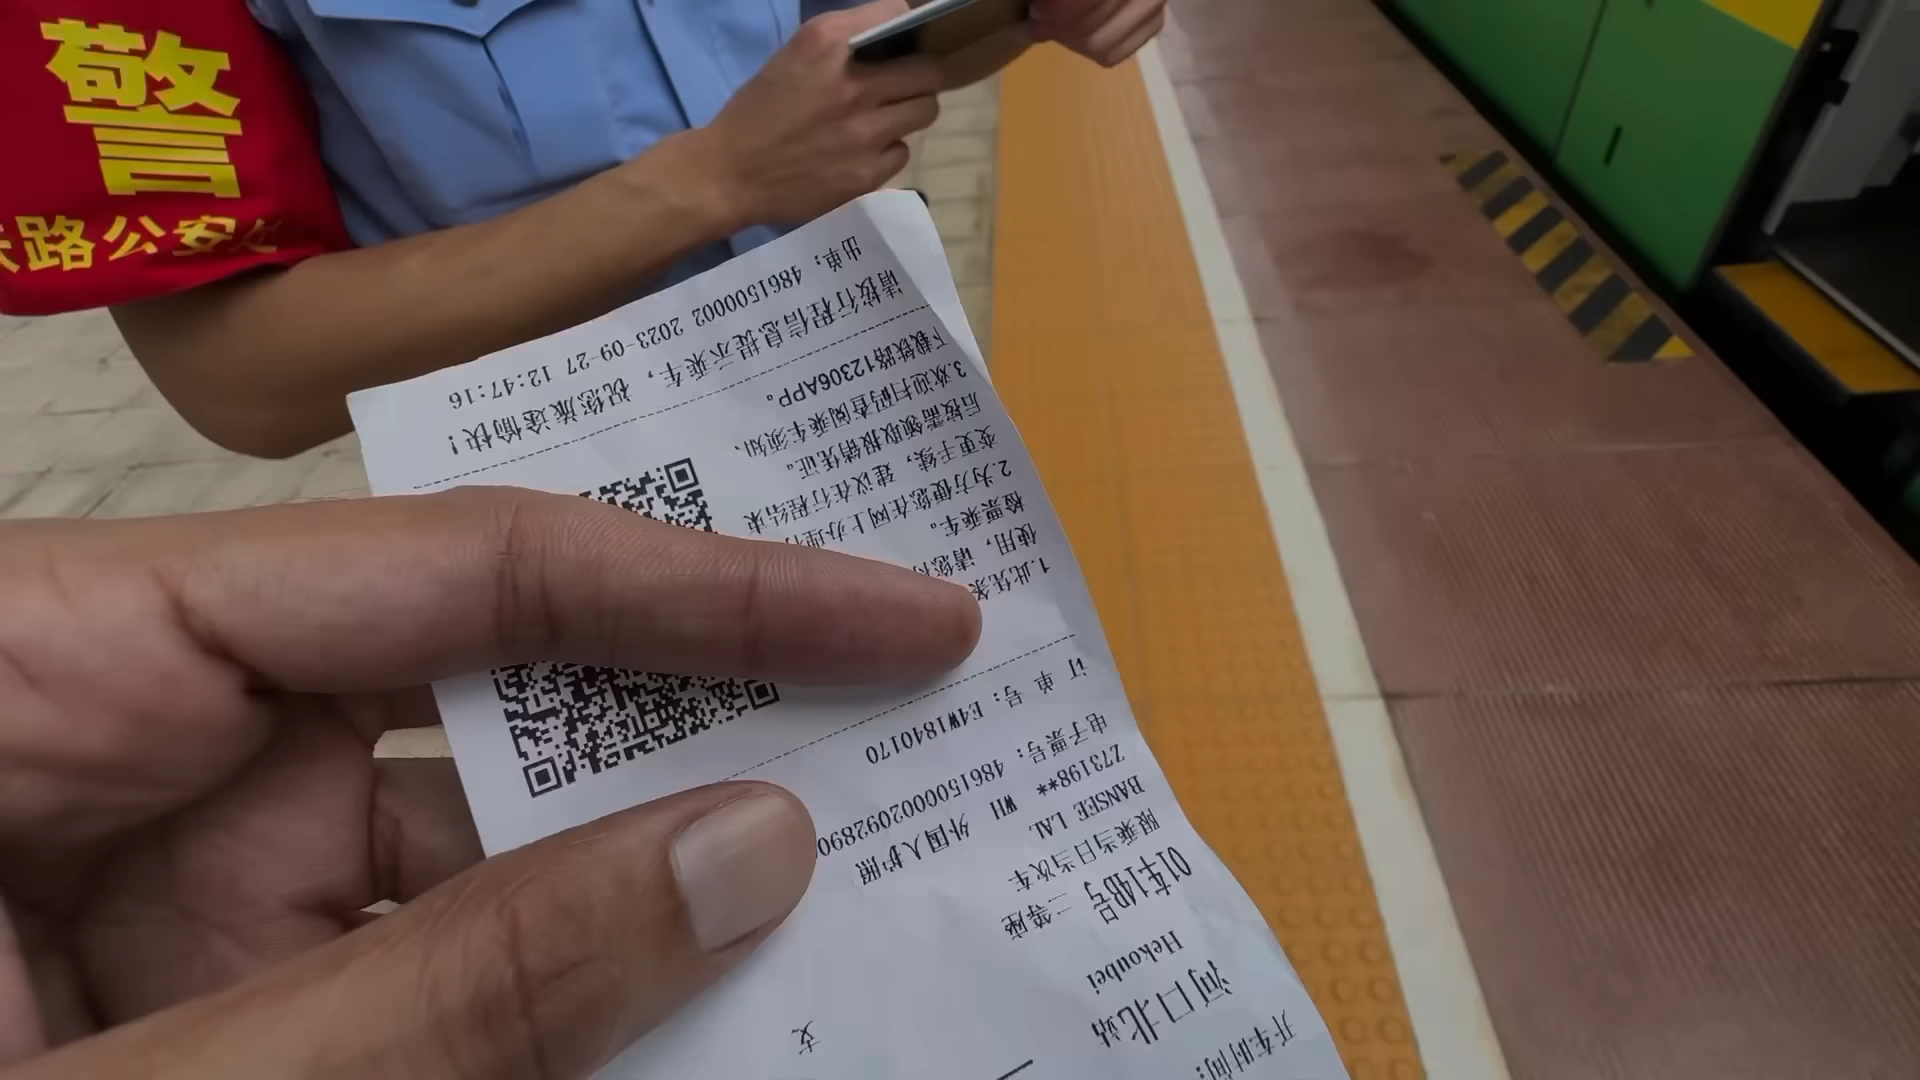 警
铁路公安
开车时间:
河口北站
Hekoubei
01车14B号 二等座
限乘当日当次车
BANSEE LAL
Z73198** WH 外国人护照
电子票号: 4861500002092890
订单号: E4W1840170
支
1.此凭条
使用,请您
检票乘车。
2.为方便您在网上办理
变更手续,建议在行程结束
后按需领取报销凭证。
3.欢迎扫码查阅乘车须知、
下载铁路12306APP。
请按行程信息提示乘车,祝您旅途愉快!
出单: 4861500002 2023-09-27 12:47:16